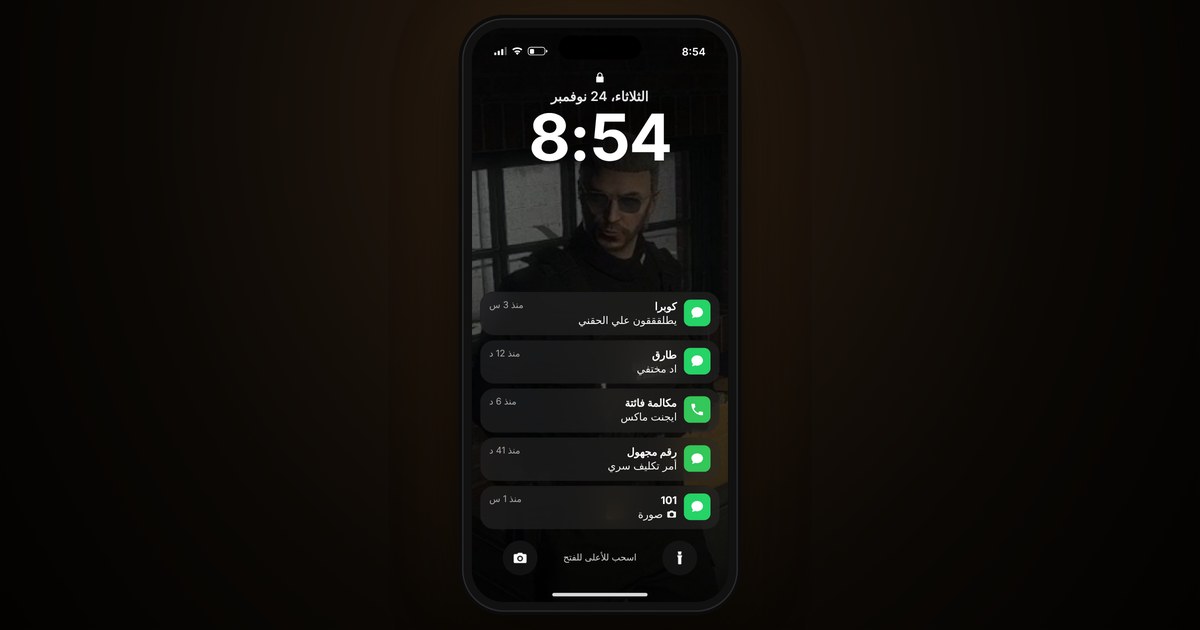 8:54
الثلاثاء، 24 نوفمبر
8:54
كوبرا
منذ 3 س
يطلقققون علي الحقني
طارق
منذ 12 د
اد مختفي
مكالمة فائتة
منذ 6 د
ايجنت ماكس
رقم مجهول
منذ 41 د
أمر تكليف سري
101
منذ 1 س
صورة
اسحب للأعلى للفتح